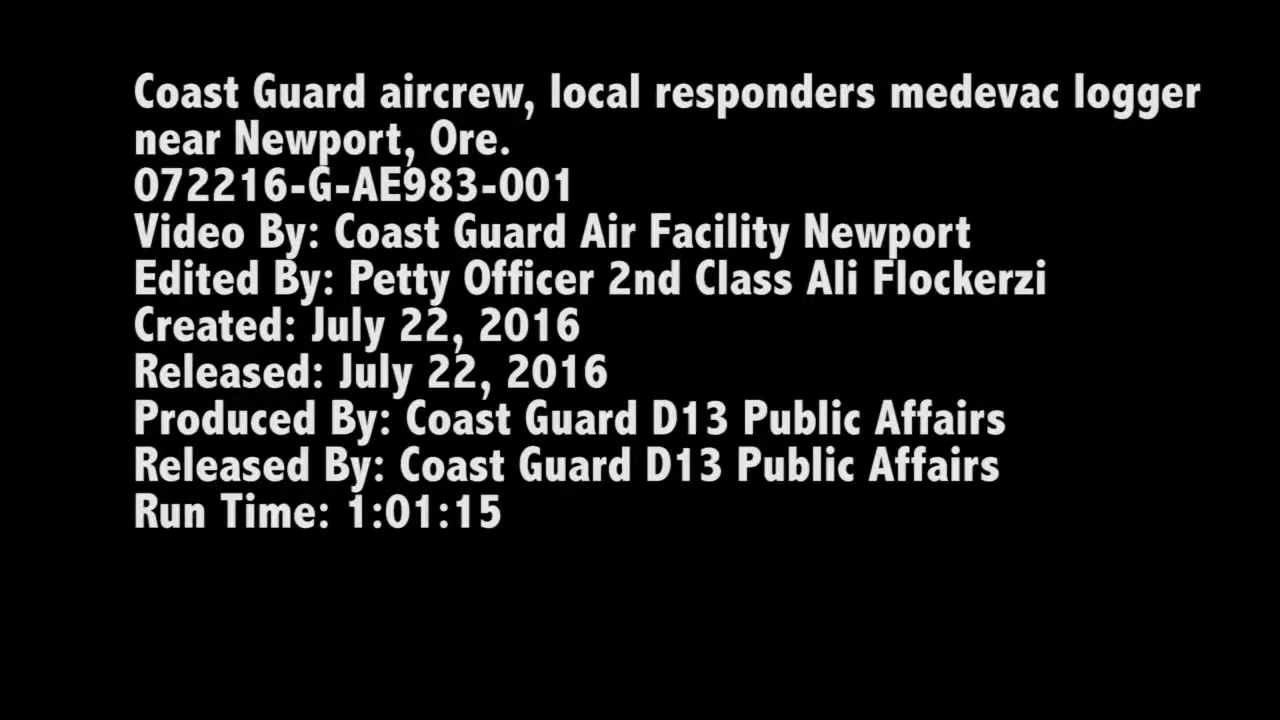 Coast Guard aircrew, local responders medevac logger
near Newport, Ore.
072216-G-AE983-001
Video By: Coast Guard Air Facility Newport
Edited By: Petty Officer 2nd Class Ali Flockerzi
Created: July 22, 2016
Released: July 22, 2016
Produced By: Coast Guard D13 Public Affairs
Released By: Coast Guard D13 Public Affairs
Run Time: 1:01:15